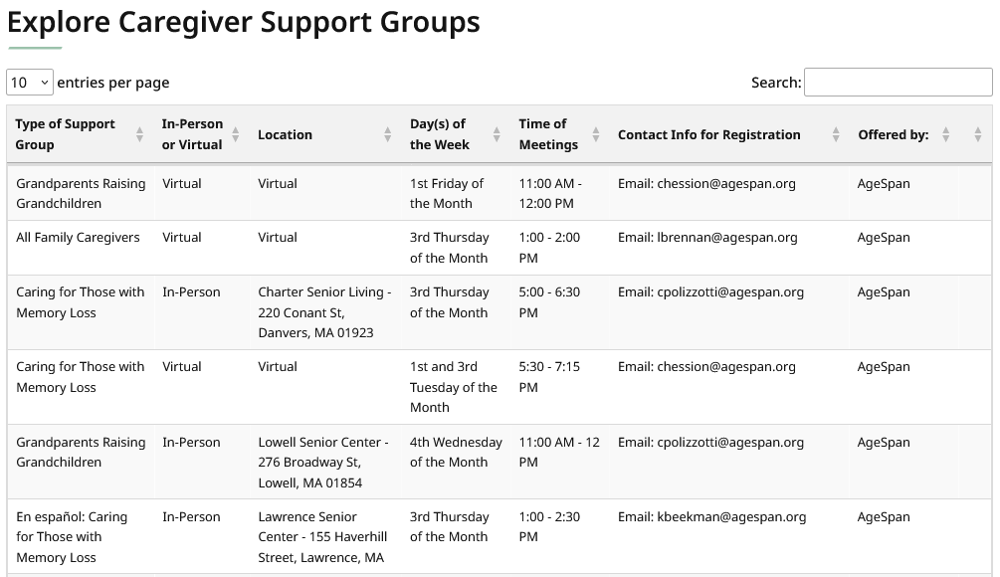 Explore Caregiver Support Groups
10 entries per page
Search:
Type of Support Group In-Person or Virtual Location Day(s) of the Week Time of Meetings Contact Info for Registration Offered by:
Grandparents Raising Grandchildren Virtual Virtual 1st Friday of the Month 11:00 AM - 12:00 PM Email: chession@agespan.org AgeSpan
All Family Caregivers Virtual Virtual 3rd Thursday of the Month 1:00 - 2:00 PM Email: lbrennan@agespan.org AgeSpan
Caring for Those with Memory Loss In-Person Charter Senior Living - 220 Conant St, Danvers, MA 01923 3rd Thursday of the Month 5:00 - 6:30 PM Email: cpolizzotti@agespan.org AgeSpan
Caring for Those with Memory Loss Virtual Virtual 1st and 3rd Tuesday of the Month 5:30 - 7:15 PM Email: chession@agespan.org AgeSpan
Grandparents Raising Grandchildren In-Person Lowell Senior Center - 276 Broadway St, Lowell, MA 01854 4th Wednesday of the Month 11:00 AM - 12 PM Email: cpolizzotti@agespan.org AgeSpan
En español: Caring for Those with Memory Loss In-Person Lawrence Senior Center - 155 Haverhill Street, Lawrence, MA 3rd Thursday of the Month 1:00 - 2:30 PM Email: kbeekman@agespan.org AgeSpan